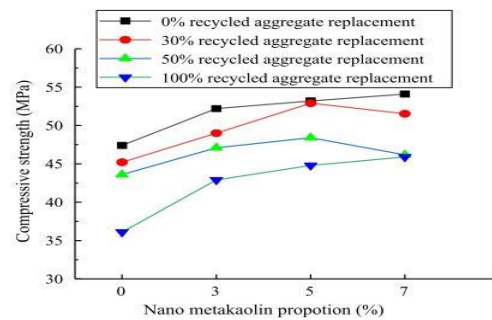 0% recycled aggregate replacement
30% recycled aggregate replacement
50% recycled aggregate replacement
100% recycled aggregate replacement
Compressive strength (MPa)
60
55
50
45
40
35
30
0 3 5 7
Nano metakaolin propotion (%)